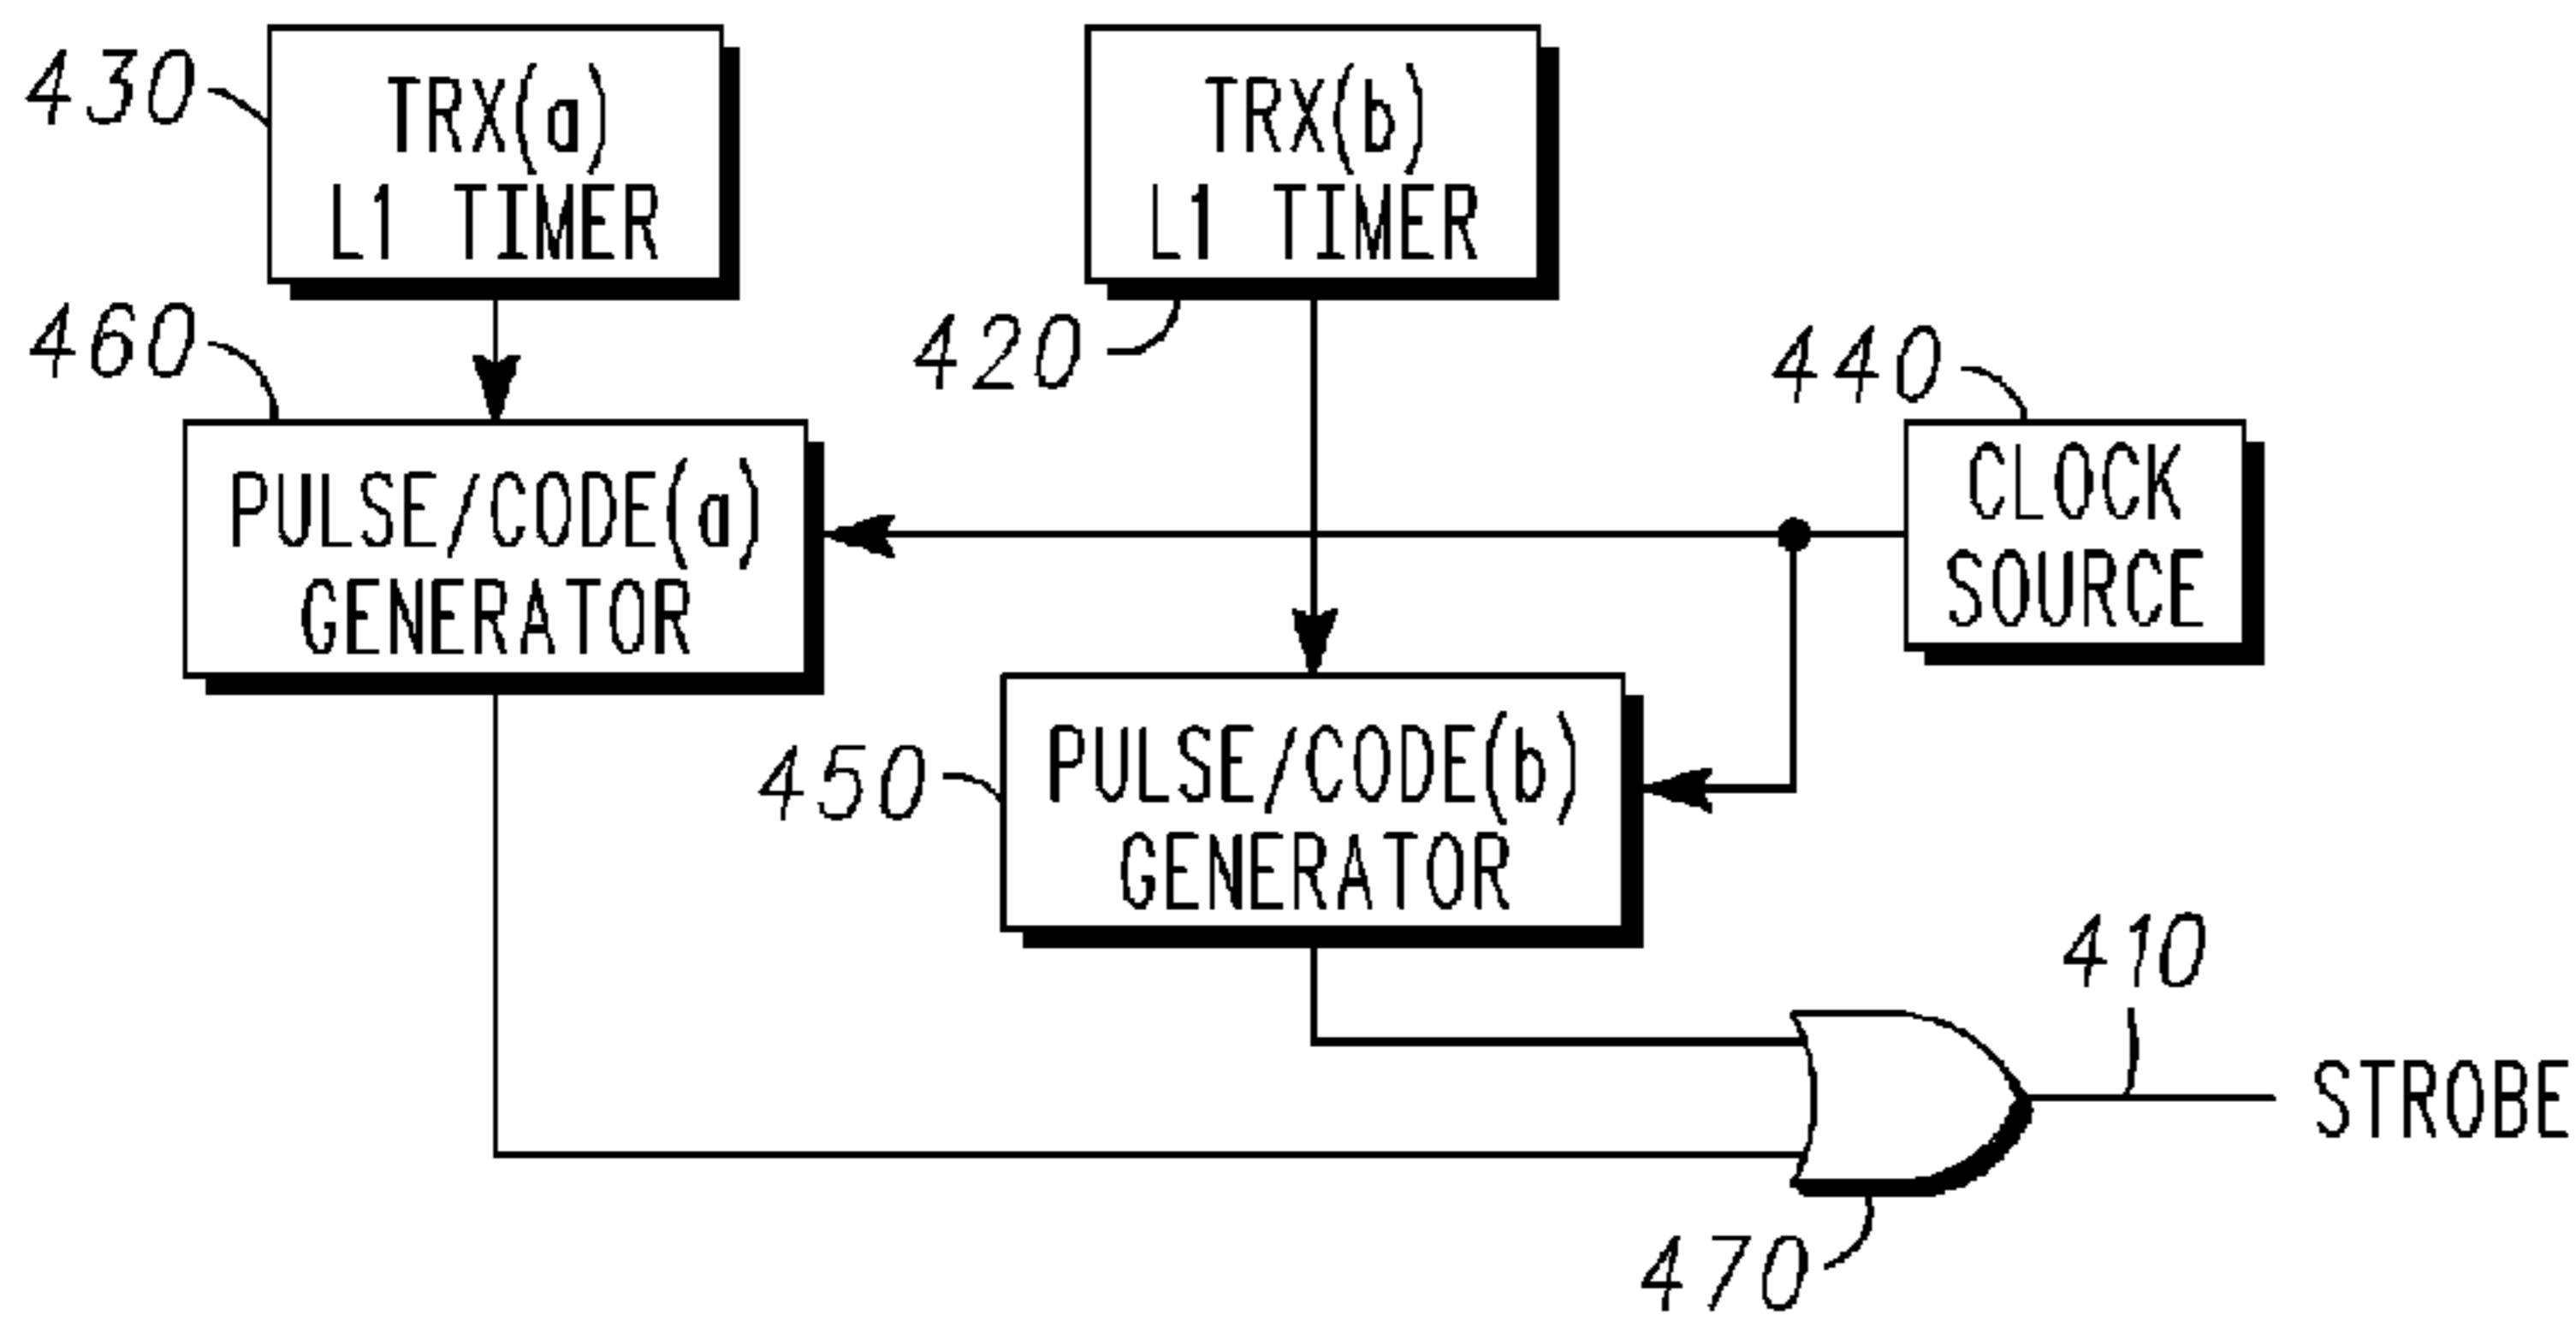 430
TRX(a)
L1 TIMER
TRX(b)
L1 TIMER
460
420
440
PULSE/CODE(a)
GENERATOR
CLOCK
SOURCE
450
PULSE/CODE(b)
GENERATOR
410
STROBE
470